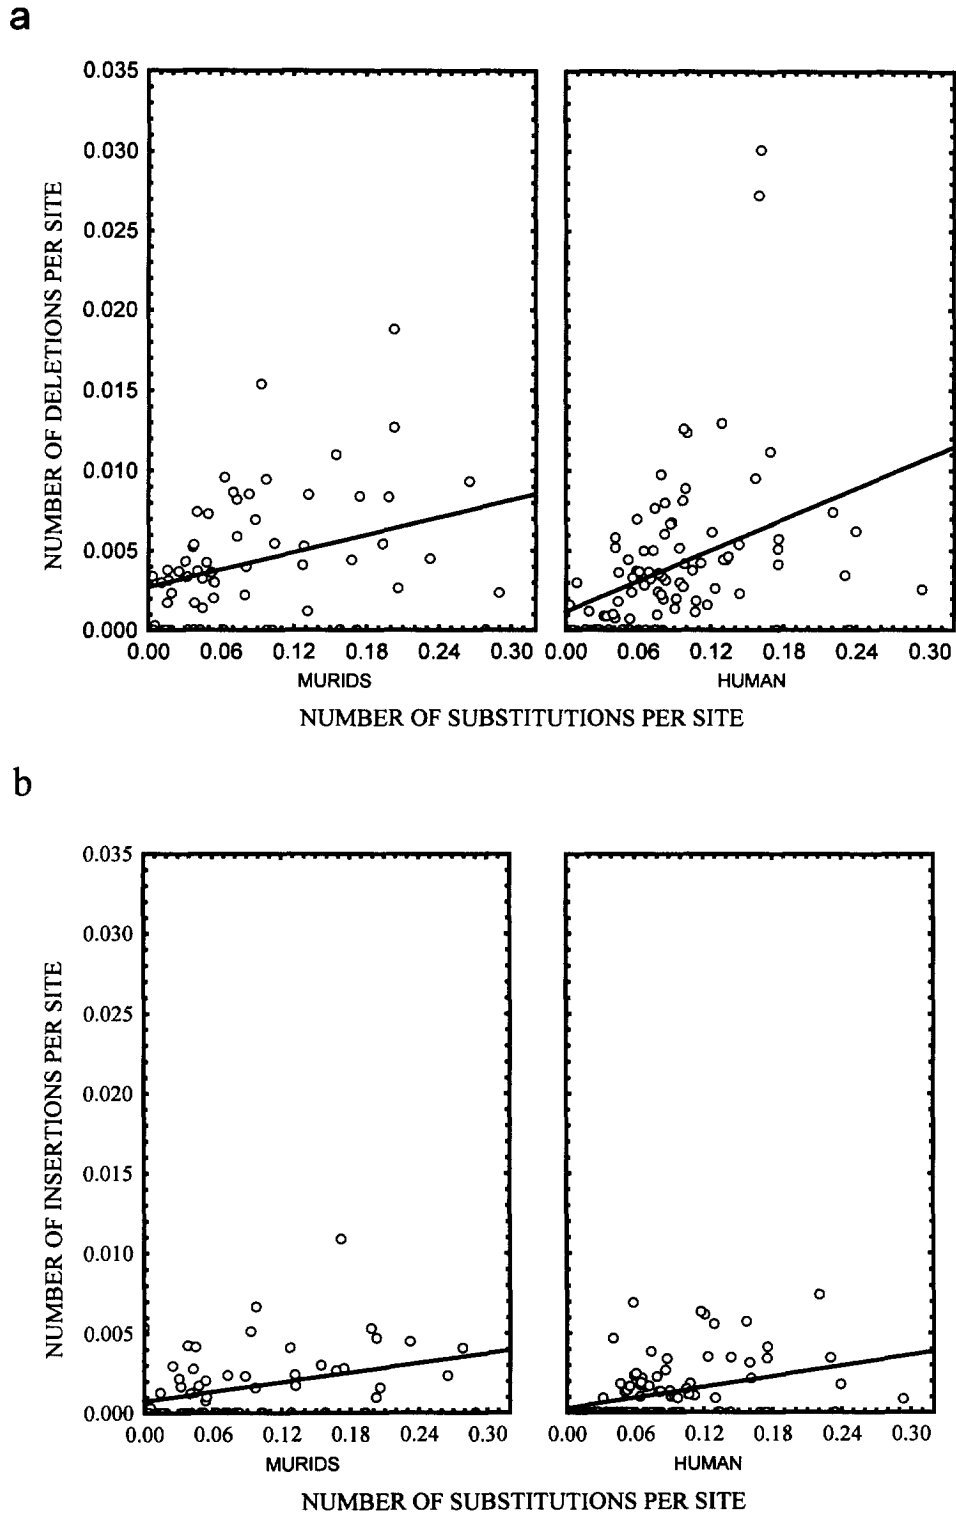 a
NUMBER OF DELETIONS PER SITE
0.035
0.030
0.025
0.020
0.015
0.010
0.005
0.000
0.00 0.06 0.12 0.18 0.24 0.30
MURIDS
0.00 0.06 0.12 0.18 0.24 0.30
HUMAN
NUMBER OF SUBSTITUTIONS PER SITE
b
NUMBER OF INSERTIONS PER SITE
0.035
0.030
0.025
0.020
0.015
0.010
0.005
0.000
0.00 0.06 0.12 0.18 0.24 0.30
MURIDS
0.00 0.06 0.12 0.18 0.24 0.30
HUMAN
NUMBER OF SUBSTITUTIONS PER SITE